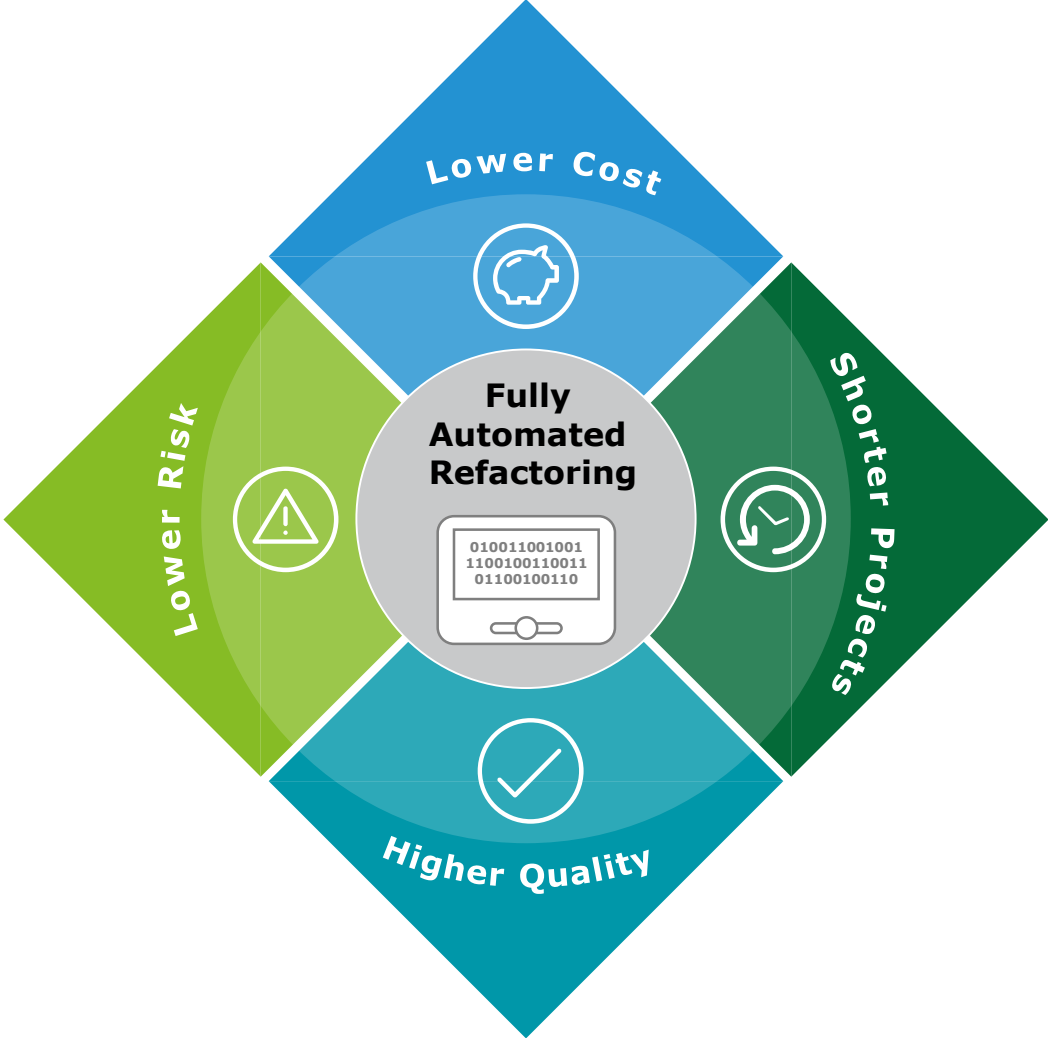 Lower Cost
Lower Risk
Fully
Automated
Refactoring
010011001001
1100100110011
01100100110
Shorter Projects
Higher Quality